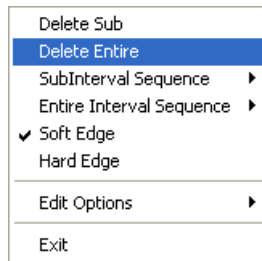 Delete Sub
Delete Entire
SubInterval Sequence
Entire Interval Sequence
Soft Edge
Hard Edge
Edit Options
Exit